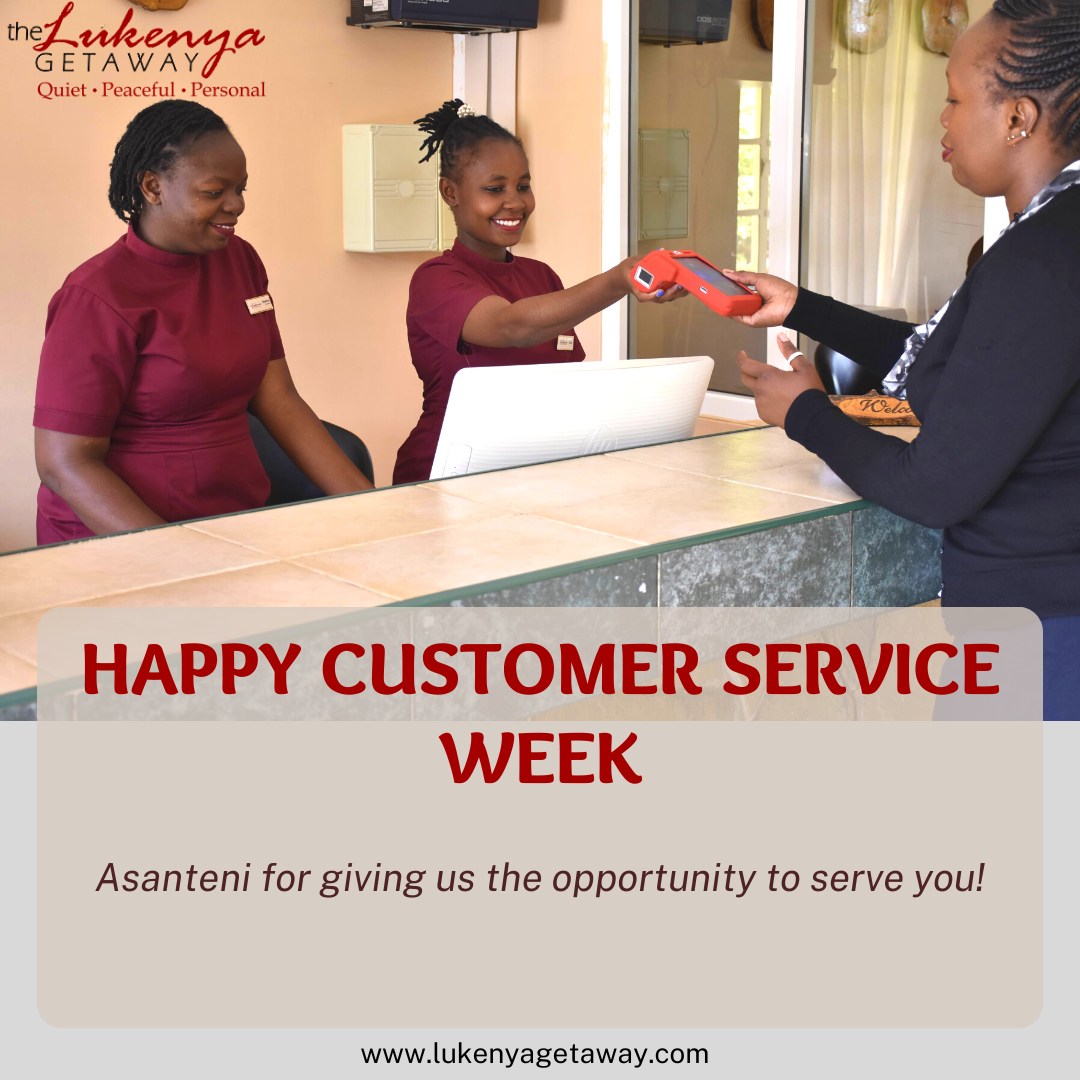 the Lukenya
GETAWAY
Quiet • Peaceful • Personal
HAPPY CUSTOMER SERVICE
WEEK
Asanteni for giving us the opportunity to serve you!
www.lukenyagetaway.com